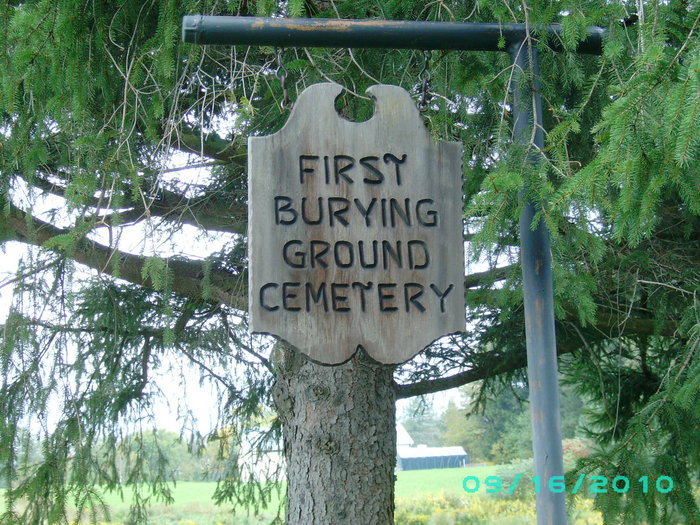 FIRST
BURYING
GROUND
CEMETERY
09/16/2010